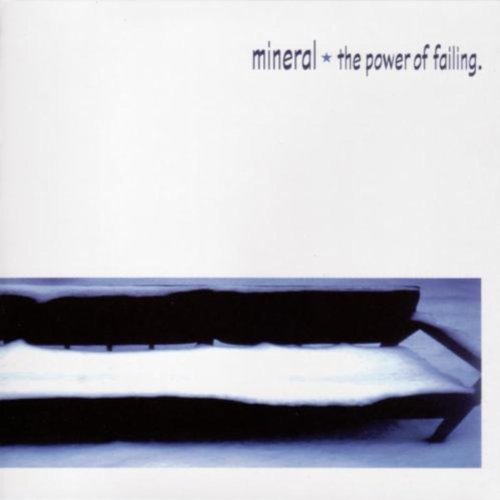 mineral ★ the power of failing.